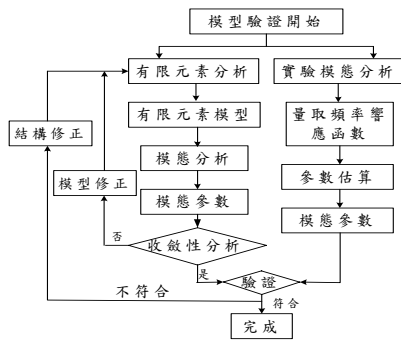 模型驗證開始
有限元素分析
實驗模態分析
有限元素模型
量取頻率響
應函數
結構修正
模態分析
參數估算
模型修正
模態參數
模態參數
否
收斂性分析
是
驗證
不符合
符合
完成